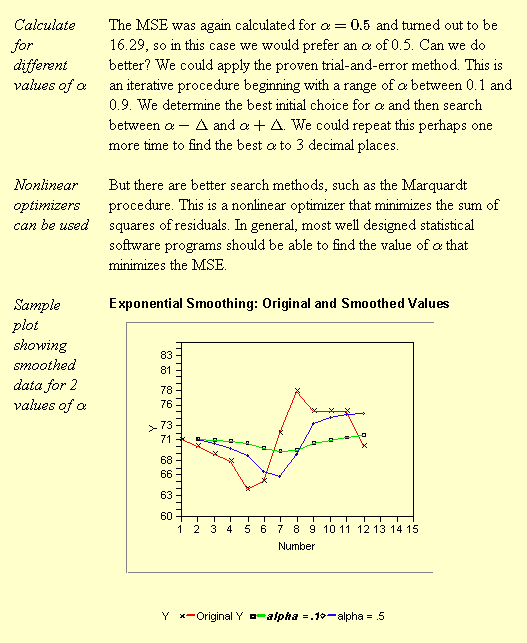 Calculate
for
different
values of α
The MSE was again calculated for α = 0.5 and turned out to be
16.29, so in this case we would prefer an α of 0.5. Can we do
better? We could apply the proven trial-and-error method. This is
an iterative procedure beginning with a range of α between 0.1 and
0.9. We determine the best initial choice for α and then search
between α − Δ and α + Δ. We could repeat this perhaps one
more time to find the best α to 3 decimal places.
Nonlinear
optimizers
can be used
But there are better search methods, such as the Marquardt
procedure. This is a nonlinear optimizer that minimizes the sum of
squares of residuals. In general, most well designed statistical
software programs should be able to find the value of α that
minimizes the MSE.
Sample
plot
showing
smoothed
data for 2
values of α
Exponential Smoothing: Original and Smoothed Values
83
81
78
76
73
71
68
66
63
60
Y
1 2 3 4 5 6 7 8 9 10 11 12 13 14 15
Number
Y Original Y alpha = .1 alpha = .5